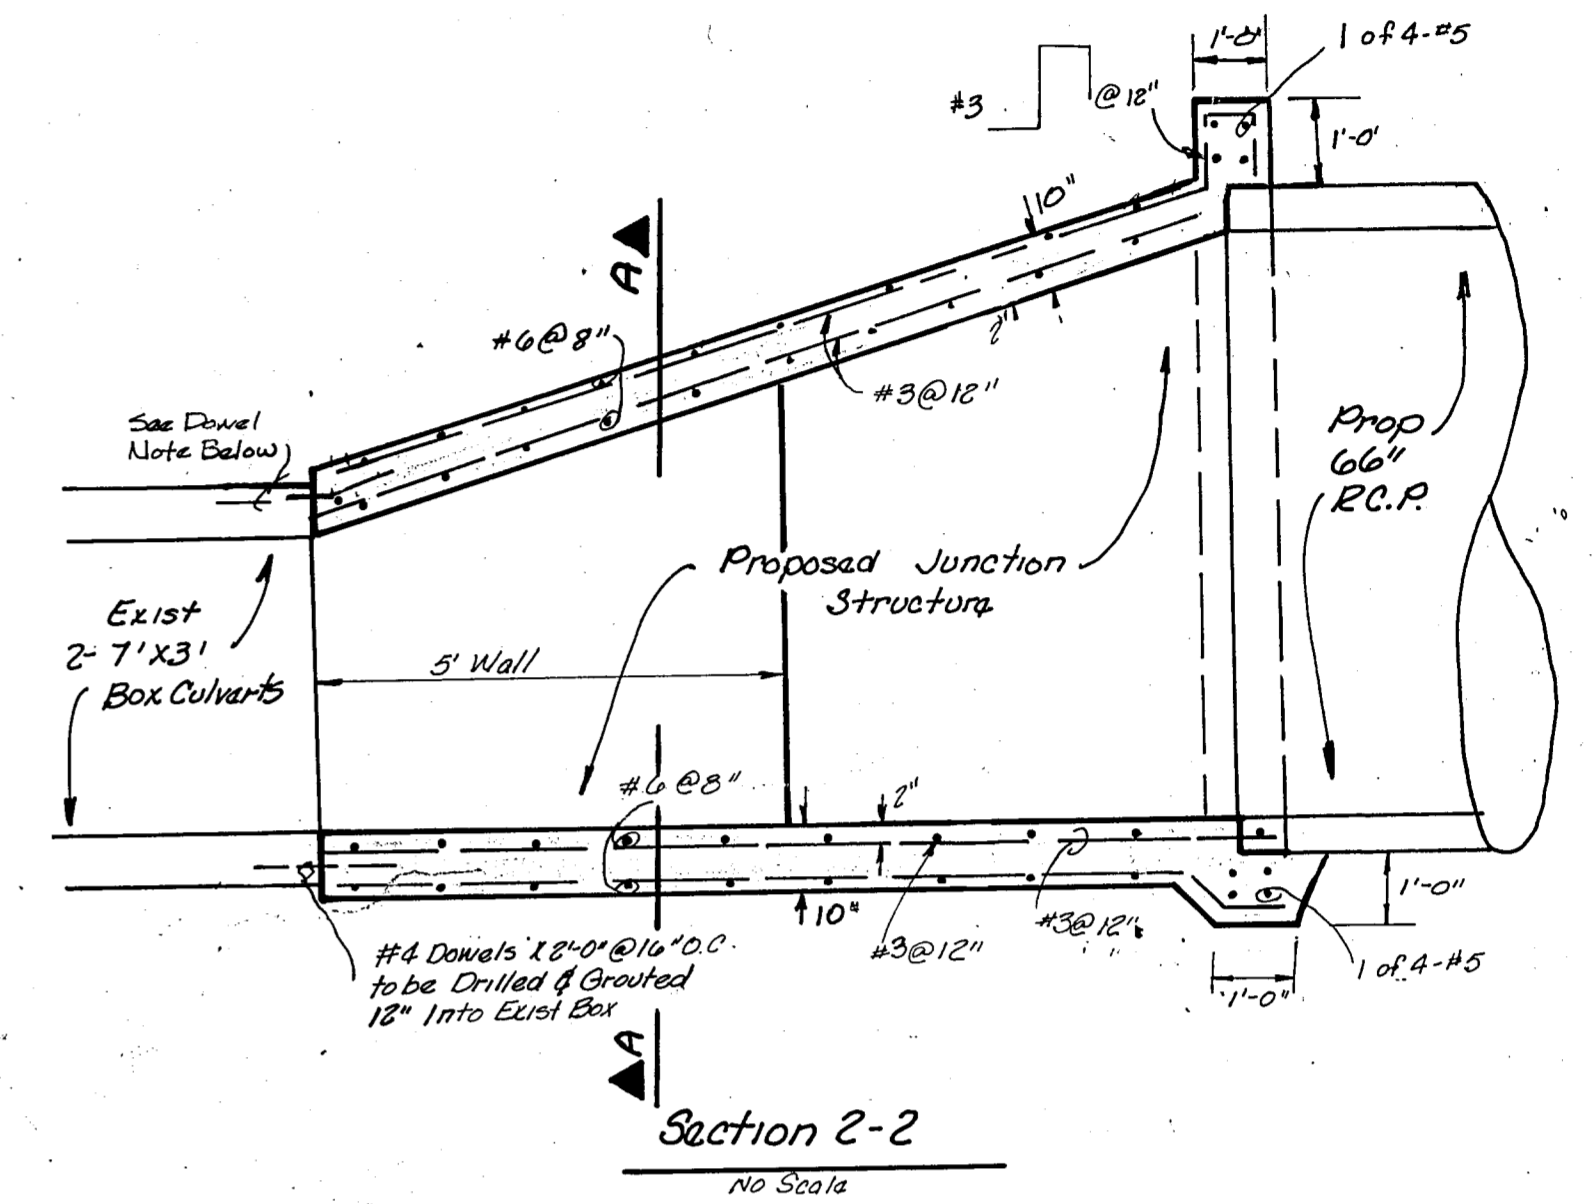 1'-0"
1 of 4-#5
#3
@12"
1'-0"
10"
A
#6@8"
2"
#3@12"
See Dowel
Note Below
Prop
66"
R.C.P.
Proposed Junction
Structure
Exist
2- 7'X3'
Box Culverts
5' Wall
#6@8"
2"
10"
#3@12"
#3@12"
1'-0"
1 of 4-#5
1'-0"
#4 Dowels X 2'-0"@16"O.C.
to be Drilled & Grouted
12" Into Exist Box
A
Section 2-2
No Scale